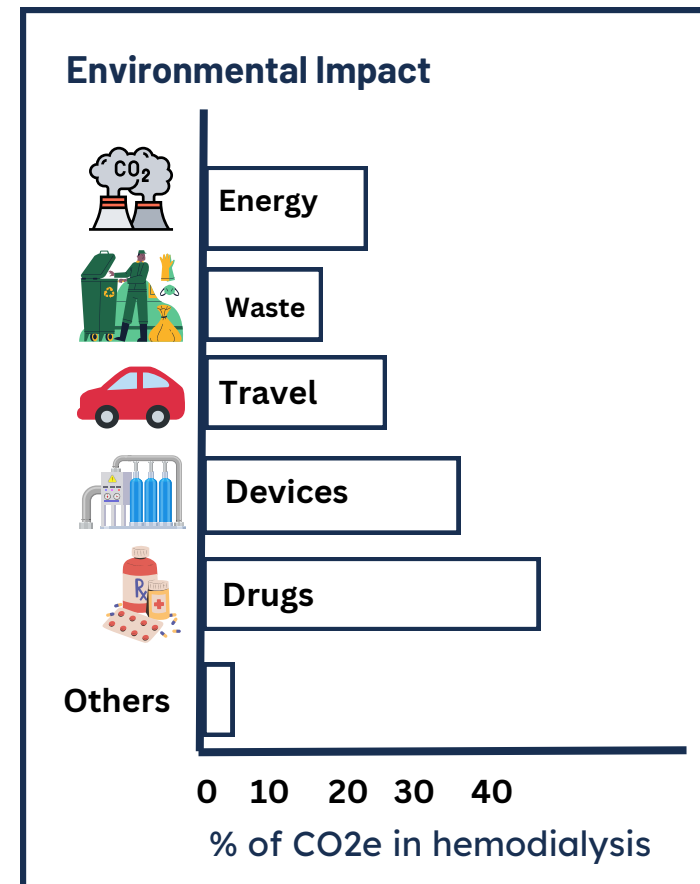 Environmental Impact
CO2
Energy
Waste
Travel
Devices
Rx
Drugs
Others
0 10 20 30 40
% of CO2e in hemodialysis